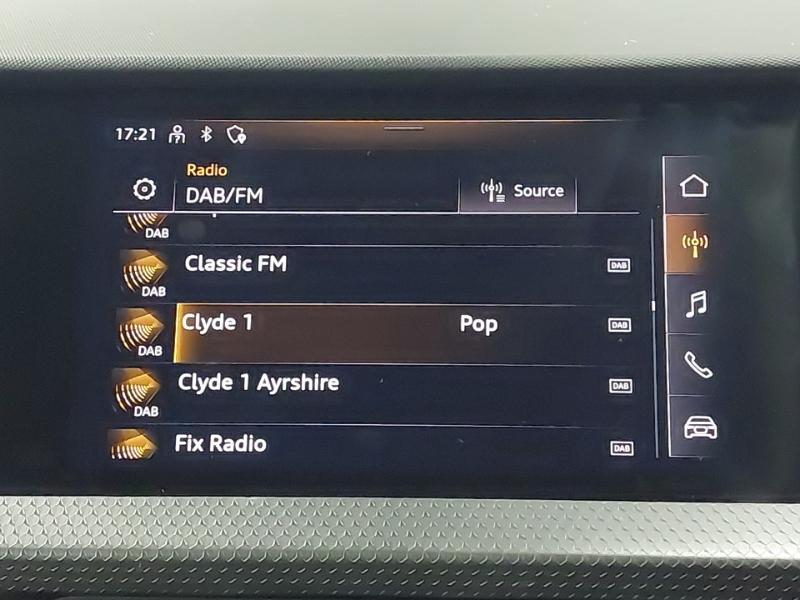 17:21
Radio
DAB/FM
Source
DAB
Classic FM
DAB
DAB
Clyde 1
Pop
DAB
DAB
Clyde 1 Ayrshire
DAB
DAB
Fix Radio
DAB